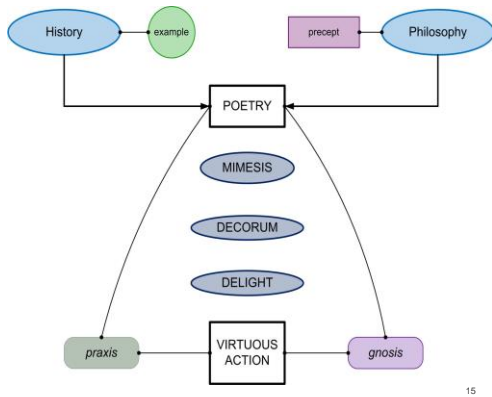 History
example
precept
Philosophy
POETRY
MIMESIS
DECORUM
DELIGHT
praxis
VIRTUOUS
ACTION
gnosis
15